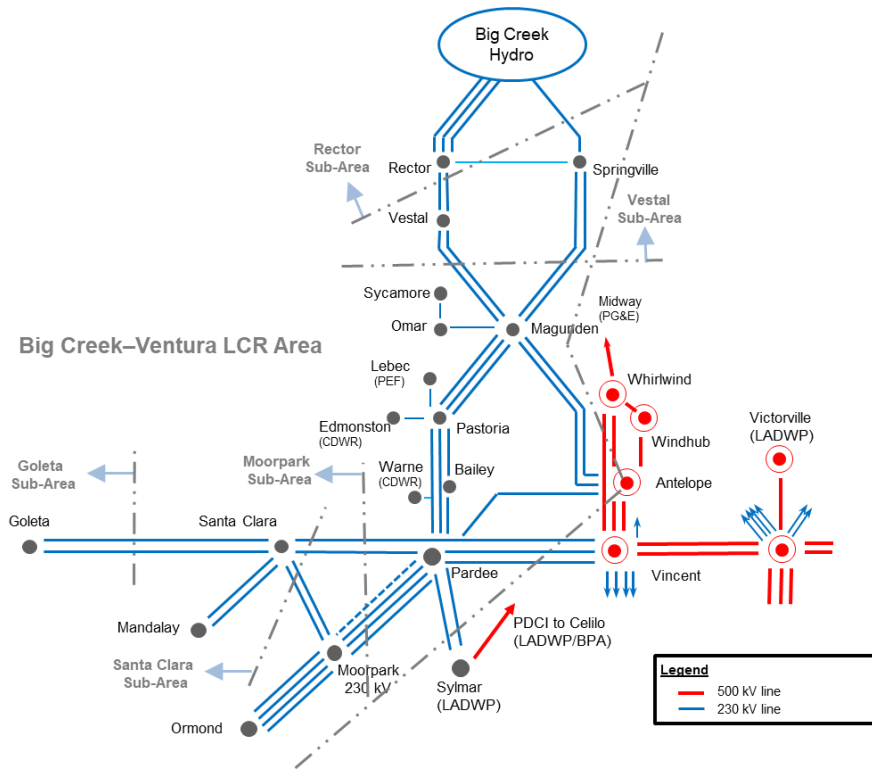 Big Creek
Hydro
Rector
Sub-Area
Rector
Springville
Vestal
Vestal
Sub-Area
Sycamore
Omar
Magunden
Midway
(PG&E)
Big Creek–Ventura LCR Area
Lebec
(PEF)
Whirlwind
Edmonston
(CDWR)
Pastoria
Windhub
Victorville
(LADWP)
Goleta
Sub-Area
Moorpark
Sub-Area
Warne
(CDWR)
Bailey
Antelope
Goleta
Santa Clara
Pardee
Vincent
Mandalay
PDCI to Celilo
(LADWP/BPA)
Santa Clara
Sub-Area
Moorpark
230 kV
Sylmar
(LADWP)
Ormond
Legend
500 kV line
230 kV line